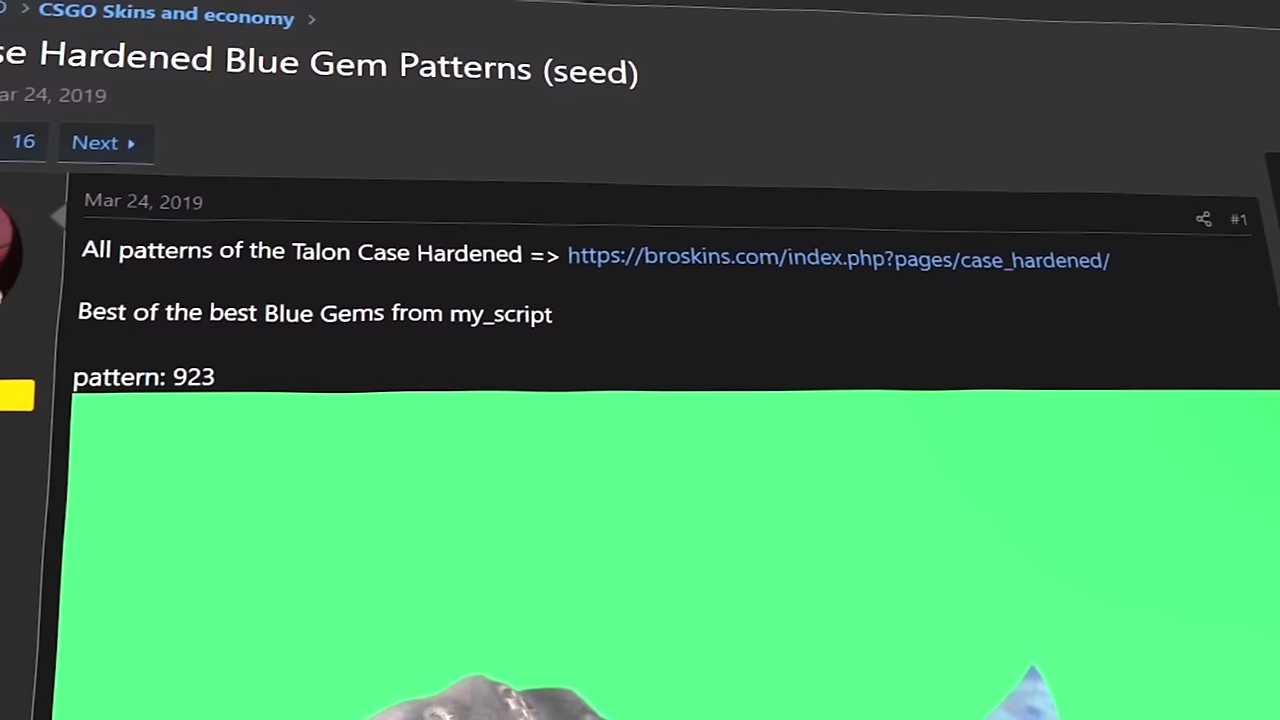 CSGO Skins and economy
Hardened Blue Gem Patterns (seed)
24, 2019
16 Next
Mar 24, 2019
#1
All patterns of the Talon Case Hardened => https://broskins.com/index.php?pages/case_hardened/
Best of the best Blue Gems from my_script
pattern: 923